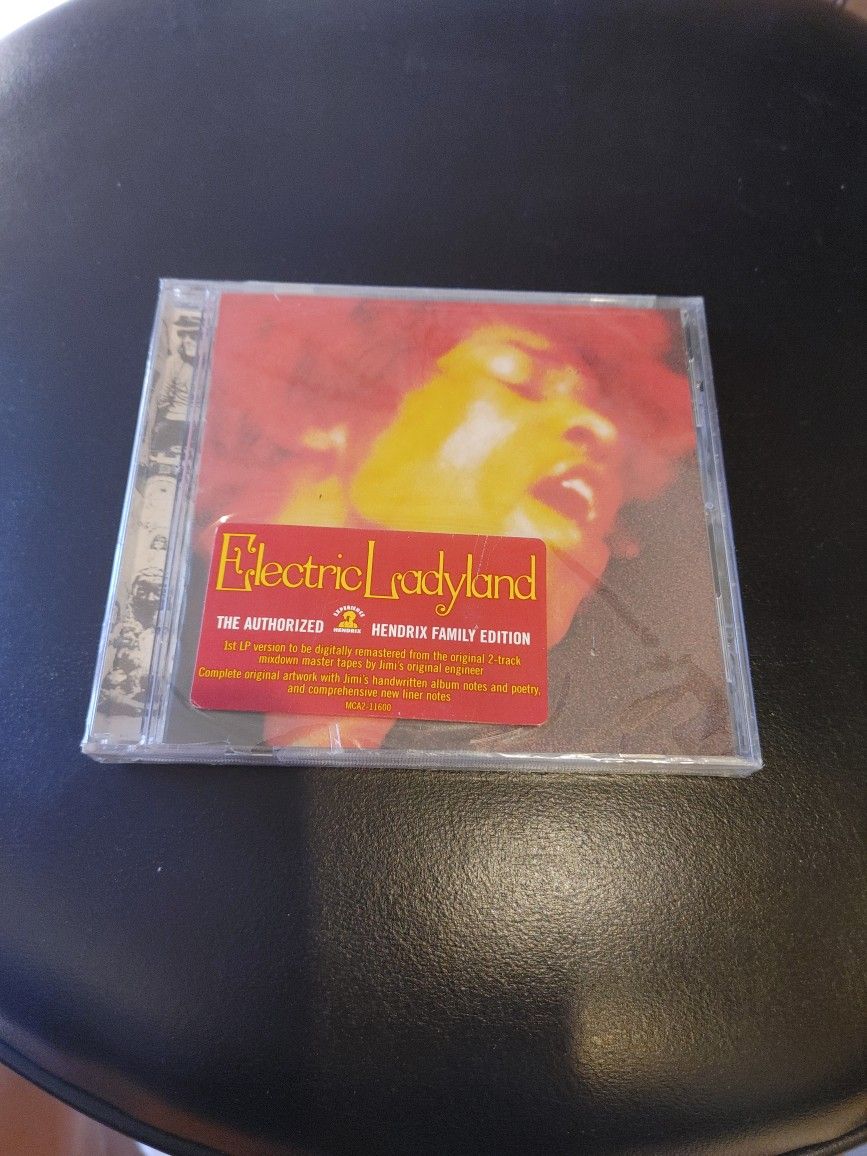 Electric Ladyland
THE AUTHORIZED EXPERIENCE HENDRIX HENDRIX FAMILY EDITION
1st LP version to be digitally remastered from the original 2-track
mixdown master tapes by Jimi's original engineer
Complete original artwork with Jimi's handwritten album notes and poetry,
and comprehensive new liner notes
MCA2-11600